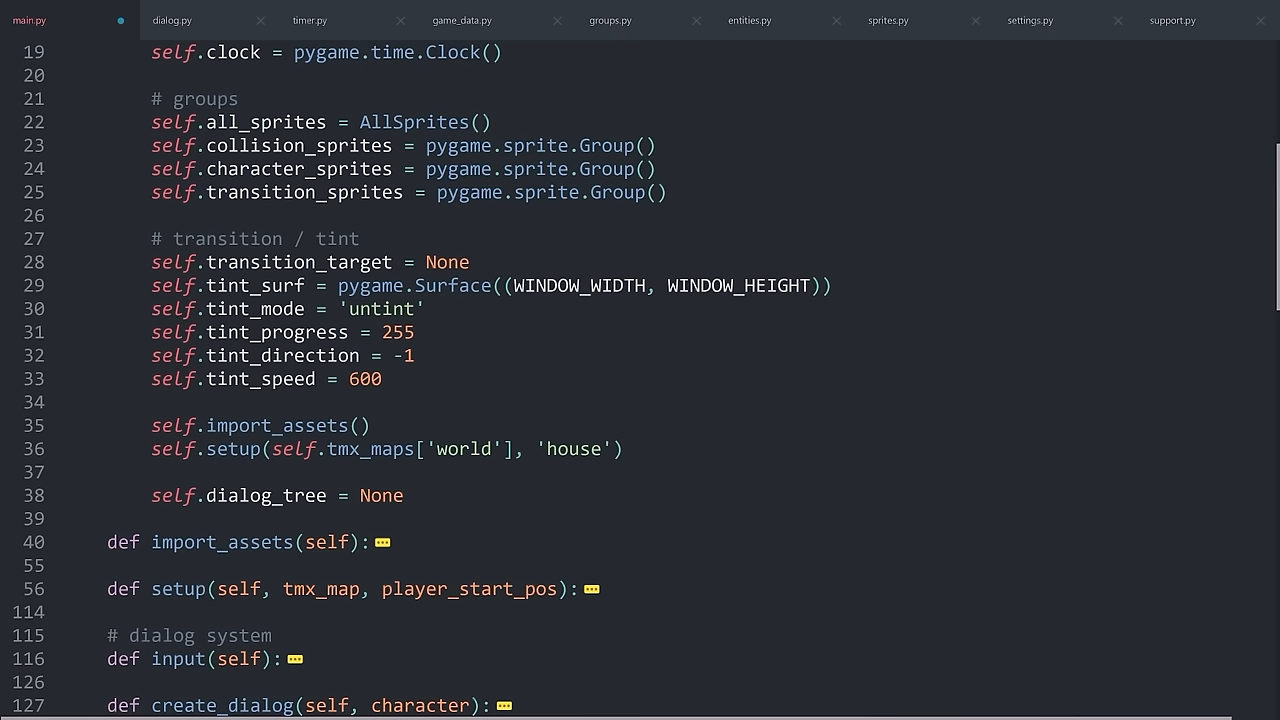 main.py dialog.py timer.py game_data.py groups.py entities.py sprites.py settings.py support.py
19 self.clock = pygame.time.Clock()
20
21 # groups
22 self.all_sprites = AllSprites()
23 self.collision_sprites = pygame.sprite.Group()
24 self.character_sprites = pygame.sprite.Group()
25 self.transition_sprites = pygame.sprite.Group()
26
27 # transition / tint
28 self.transition_target = None
29 self.tint_surf = pygame.Surface((WINDOW_WIDTH, WINDOW_HEIGHT))
30 self.tint_mode = 'untint'
31 self.tint_progress = 255
32 self.tint_direction = -1
33 self.tint_speed = 600
34
35 self.import_assets()
36 self.setup(self.tmx_maps['world'], 'house')
37
38 self.dialog_tree = None
39
40 def import_assets(self):
55
56 def setup(self, tmx_map, player_start_pos):
114
115 # dialog system
116 def input(self):
126
127 def create_dialog(self, character):